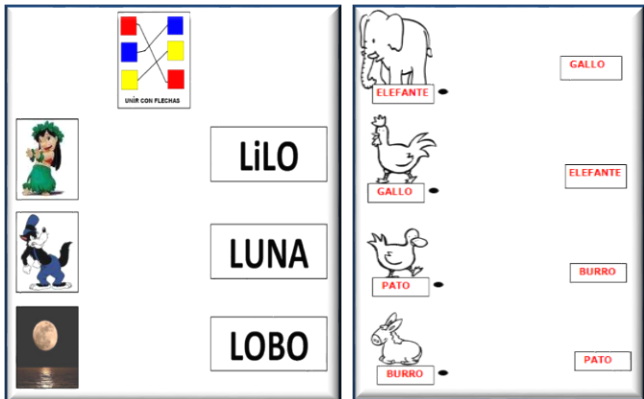 UNIR CON FLECHAS
LiLO
LUNA
LOBO
GALLO
ELEFANTE
ELEFANTE
GALLO
BURRO
PATO
PATO
BURRO